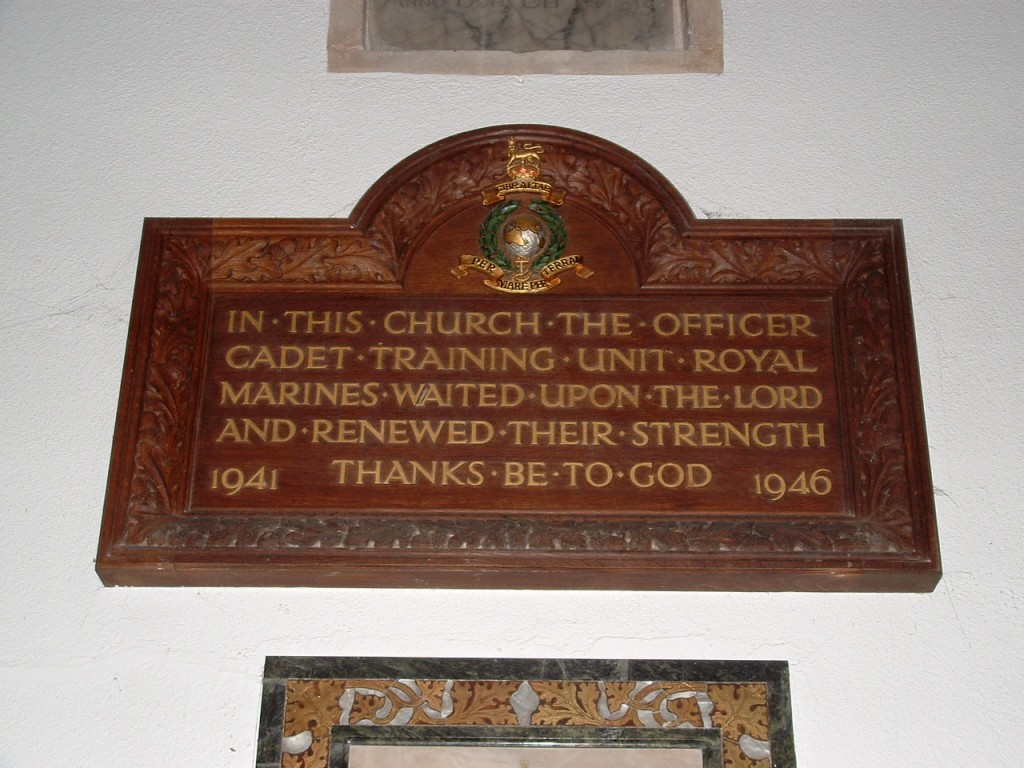 GIBRALTAR
PER MARE PER TERRAM
IN·THIS·CHURCH·THE·OFFICER
CADET·TRAINING·UNIT·ROYAL
MARINES·WAITED·UPON·THE·LORD
AND·RENEWED·THEIR·STRENGTH
1941 THANKS·BE·TO·GOD 1946